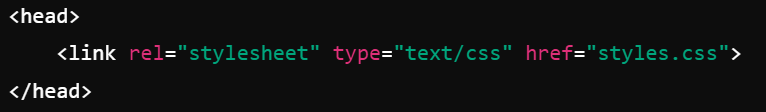 <head>
    <link rel="stylesheet" type="text/css" href="styles.css">
</head>